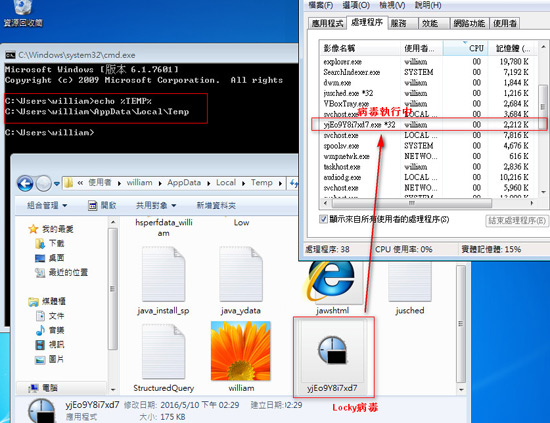 資源回收筒
C:\Windows\system32\cmd.exe
Microsoft Windows [版本 6.1.7601]
Copyright (c) 2009 Microsoft Corporation. All rights
C:\Users\william>echo %TEMP%
C:\Users\william\AppData\Local\Temp
C:\Users\william>
檔案(F) 選項(O) 檢視(V) 說明(H)
應用程式 處理程序 服務 效能 網路功能 使用者
影像名稱 使用者... CPU 記憶體 (...
explorer.exe william 00 19,780 K
SearchIndexer.exe SYSTEM 00 7,192 K
dwm.exe william 00 1,844 K
jusched.exe *32 william 00 2,216 K
VBoxTray.exe william 00 2,684 K
svchost.exe LOCAL ... 00 3,684 K
病毒執行中
yjEo9Y8i7xd7.exe *32 william 00 2,212 K
svchost.exe LOCAL ... 00 7,816 K
spoolsv.exe SYSTEM 00 4,576 K
wmpnetwk.exe NETWO... 00 616 K
taskhost.exe william 00 2,836 K
audiodg.exe LOCAL ... 00 10,216 K
svchost.exe NETWO... 00 5,960 K
svchost.exe LOCAL ... 00
顯示來自所有使用者的處理程序(S) 結束處理程序(E)
處理程序: 38 CPU 使用率: 0% 實體記憶體: 15%
使用者 william AppData Local Temp
組合管理 開啟 共用對象 新增資料夾
我的最愛
下載
桌面
最近的位置
媒體櫃
文件
音樂
視訊
圖片
電腦
hsperfdata_william
Low
java_install_sp
java_ydata
jawshtml
jusched
StructuredQuery
william
yjEo9Y8i7xd7
Locky病毒
yjEo9Y8i7xd7 修改日期: 2016/5/10 下午 02:29 建立日期:
應用程式 大小: 175 KB